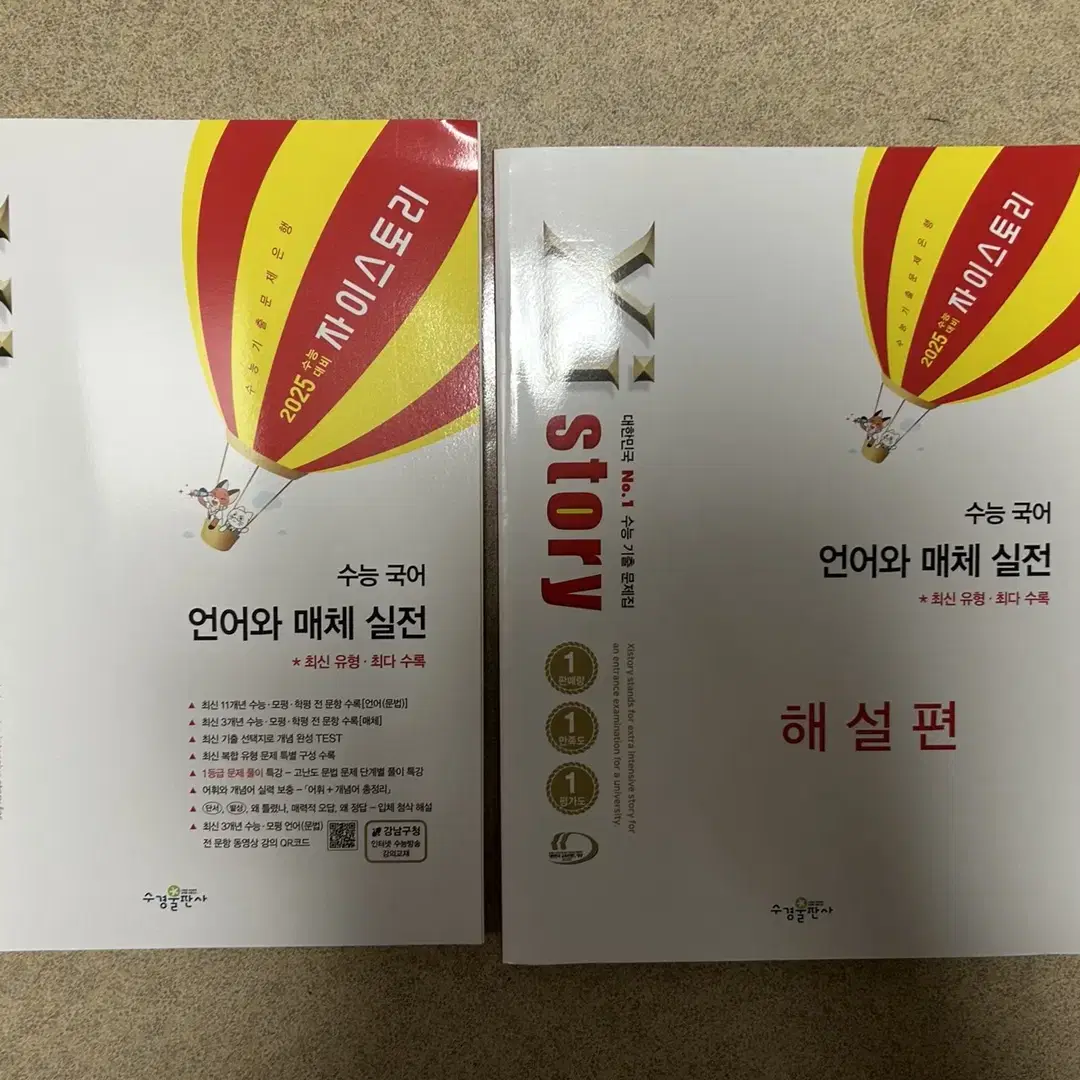 수능기출문제은행
2025 수능 대비
자이스토리
수능 국어
언어와 매체 실전
* 최신 유형 · 최다 수록
▲ 최신 11개년 수능 · 모평 · 학평 전 문항 수록[언어(문법)]
▲ 최신 3개년 수능 · 모평 · 학평 전 문항 수록[매체]
▲ 최신 기출 선택지로 개념 완성 TEST
▲ 최신 복합 유형 문제 특별 구성 수록
▲ 1등급 문제 풀이 특강 – 고난도 문법 문제 단계별 풀이 특강
▲ 어휘와 개념어 실력 보충 – 「어휘 + 개념어 총정리」
▲ 단서, 발상, 왜 틀렸나, 매력적 오답, 왜 정답 – 입체 첨삭 해설
▲ 최신 3개년 수능 · 모평 언어(문법)
전 문항 동영상 강의 QR코드
강남구청
인터넷 수능방송
강의교재
수경출판사
Xi
story
대한민국 No.1 수능 기출 문제집
Xistory stands for extra intensive story for
an entrance examination for a university.
1
판매량
1
만족도
1
평가도
수능기출문제은행
2025 수능 대비
자이스토리
수능 국어
언어와 매체 실전
* 최신 유형 · 최다 수록
해설편
수경출판사